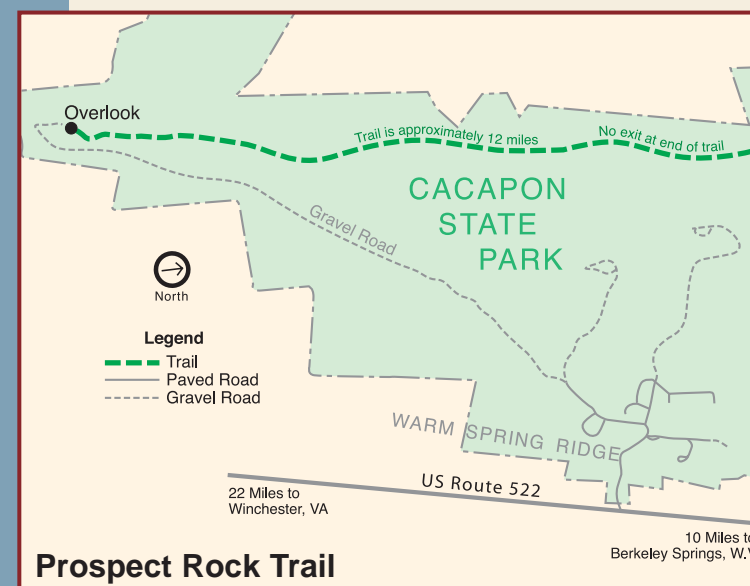 Overlook
Trail is approximately 12 miles
No exit at end of trail
CACAPON
STATE
PARK
Gravel Road
North
Legend
Trail
Paved Road
Gravel Road
WARM SPRING RIDGE
US Route 522
22 Miles to
Winchester, VA
10 Miles to
Berkeley Springs, W.V
Prospect Rock Trail